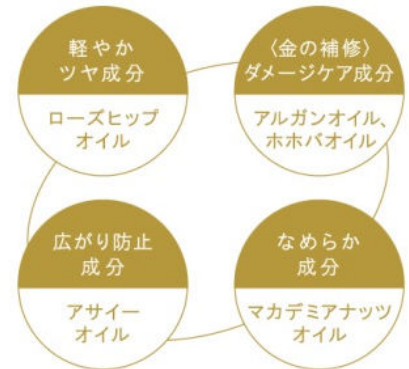 軽やか
ツヤ成分
ローズヒップ
オイル
〈金の補修〉
ダメージケア成分
アルガンオイル、
ホホバオイル
広がり防止
成分
アサイー
オイル
なめらか
成分
マカデミアナッツ
オイル